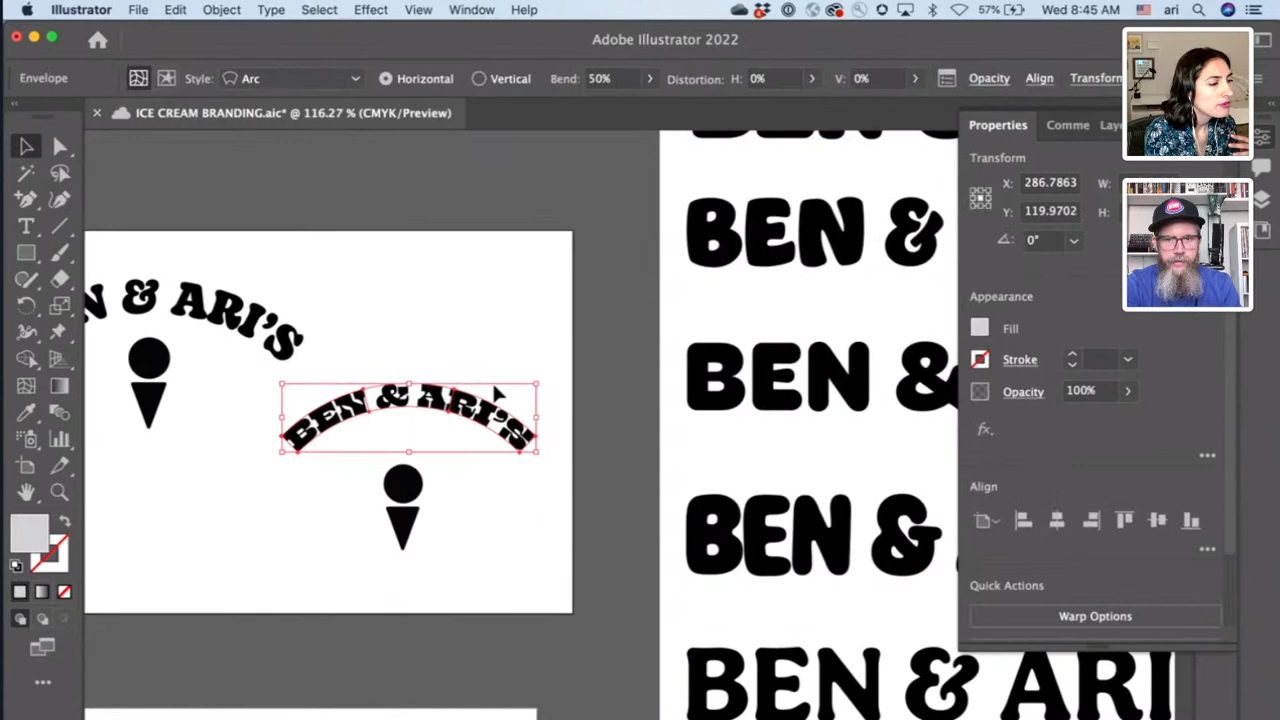 Illustrator File Edit Object Type Select Effect View Window Help 57% Wed 8:45 AM ari
Adobe Illustrator 2022
Envelope Style: Arc Horizontal Vertical Bend: 50% Distortion: H: 0% V: 0% Opacity Align Transform
× ICE CREAM BRANDING.aic* @ 116.27 % (CMYK/Preview)
Properties Comme Lay
Transform
X: 286.7863 W:
Y: 119.9702 H:
0°
Appearance
Fill
Stroke
Opacity 100%
fx.
Align
Quick Actions
Warp Options
N & ARI'S
BEN & ARI'S
BEN &
BEN &
BEN &
BEN & ARI